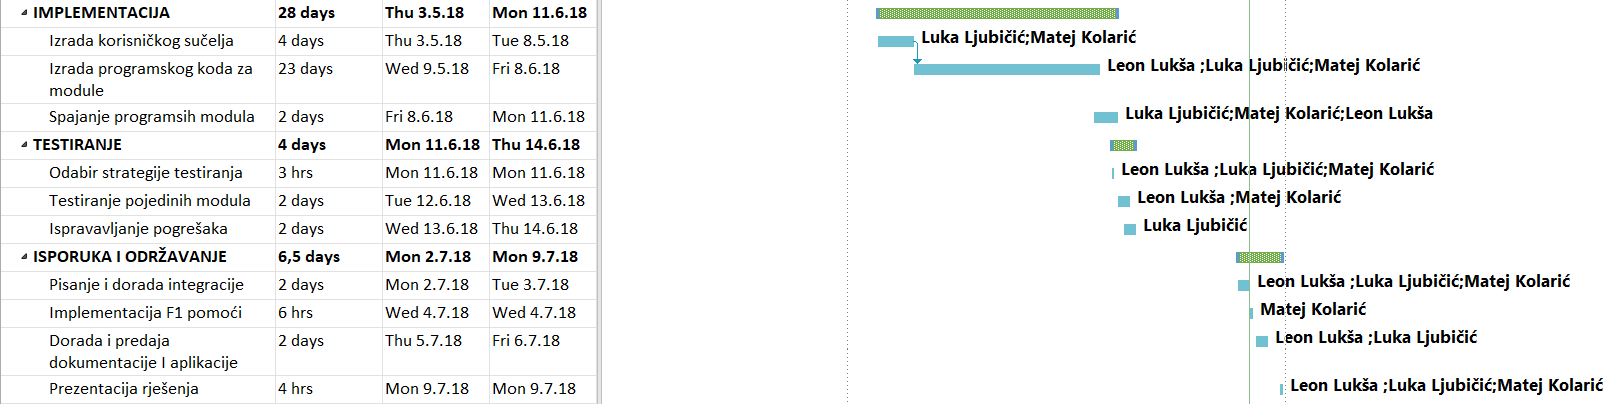 IMPLEMENTACIJA 28 days Thu 3.5.18 Mon 11.6.18
Izrada korisničkog sučelja 4 days Thu 3.5.18 Tue 8.5.18 Luka Ljubičić;Matej Kolarić
Izrada programskog koda za 23 days Wed 9.5.18 Fri 8.6.18 Leon Lukša ;Luka Ljubičić;Matej Kolarić
module
Spajanje programsih modula 2 days Fri 8.6.18 Mon 11.6.18 Luka Ljubičić;Matej Kolarić;Leon Lukša
TESTIRANJE 4 days Mon 11.6.18 Thu 14.6.18
Odabir strategije testiranja 3 hrs Mon 11.6.18 Mon 11.6.18 Leon Lukša ;Luka Ljubičić;Matej Kolarić
Testiranje pojedinih modula 2 days Tue 12.6.18 Wed 13.6.18 Leon Lukša ;Matej Kolarić
Ispravavljanje pogrešaka 2 days Wed 13.6.18 Thu 14.6.18 Luka Ljubičić
ISPORUKA I ODRŽAVANJE 6,5 days Mon 2.7.18 Mon 9.7.18
Pisanje i dorada integracije 2 days Mon 2.7.18 Tue 3.7.18 Leon Lukša ;Luka Ljubičić;Matej Kolarić
Implementacija F1 pomoći 6 hrs Wed 4.7.18 Wed 4.7.18 Matej Kolarić
Dorada i predaja 2 days Thu 5.7.18 Fri 6.7.18 Leon Lukša ;Luka Ljubičić
dokumentacije I aplikacije
Prezentacija rješenja 4 hrs Mon 9.7.18 Mon 9.7.18 Leon Lukša ;Luka Ljubičić;Matej Kolarić